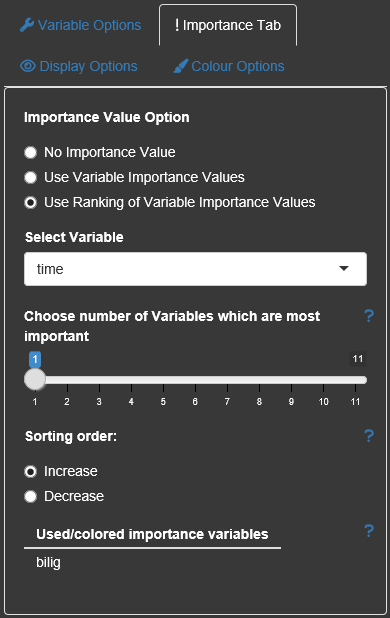 Variable Options
! Importance Tab
Display Options
Colour Options
Importance Value Option
No Importance Value
Use Variable Importance Values
Use Ranking of Variable Importance Values
Select Variable
time
Choose number of Variables which are most
important
?
1
11
1 2 3 4 5 6 7 8 9 10 11
Sorting order:
?
Increase
Decrease
Used/colored importance variables
?
bilig